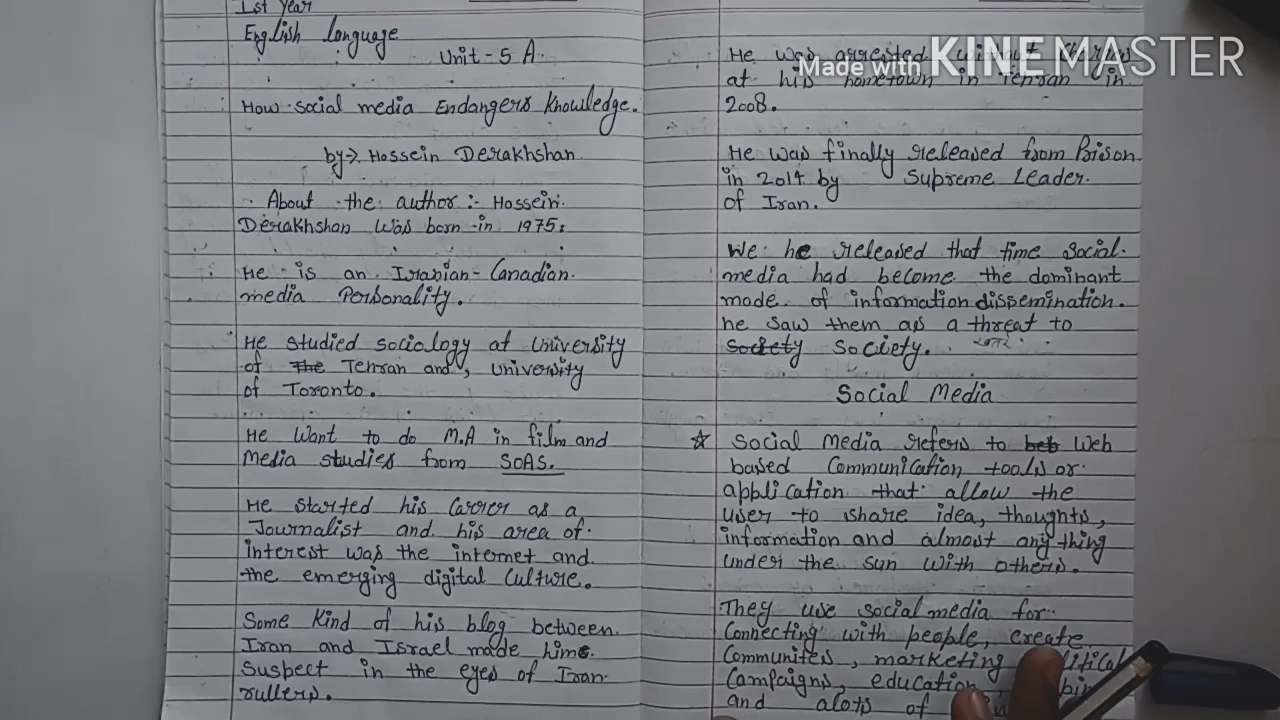 1st Year
English language
Unit - 5 A.
How social media Endangers Knowledge.
by → Hossein Derakhshan
About the author :- Hossein
Derakhshan was born in 1975.
He is an Iranian - Canadian
media Personality.
He studied sociology at University
of The Tehran and, University
of Toronto.
He Want to do M.A in film and
Media studies from SOAS.
He started his Carrer as a
Journalist and his area of
interest was the internet and
the emerging digital Culture.
Some Kind of his blog between
Iran and Israel made him
Suspect in the eyes of Iran
rullers.
He was arrested without Charges
at his hometown in Tehran in
2008.
He was finally released from Prison
in 2014 by Supreme Leader
of Iran.
We he released that time social
media had become the dominant
mode of information dissemination.
he saw them as a threat to
society society.
Social Media
☆ Social media refers to Web
based Communication tools or
application that allow the
user to share idea, thoughts,
information and almost any thing
under the sun with others.
They use social media for
Connecting with people, create
Communites, marketing
Campaigns, education,
and alots of
Made with KINEMASTER